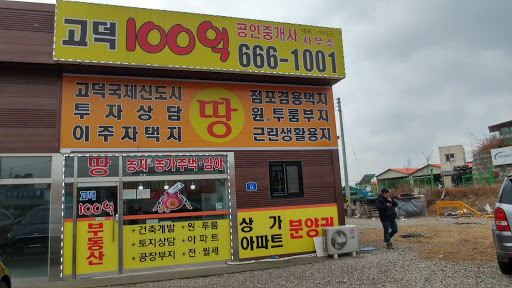 고덕 100억 공인중개사 사무소
666-1001
고덕국제신도시
투자상담
이주자택지
땅
점포겸용택지
원.투룸부지
근린생활용지
땅 농지·농가주택·임야
고덕
100억
부동산
+건축개발 +원·투룸
+토지상담 +아파트
+공장부지 +전·월세
상가
아파트 분양권